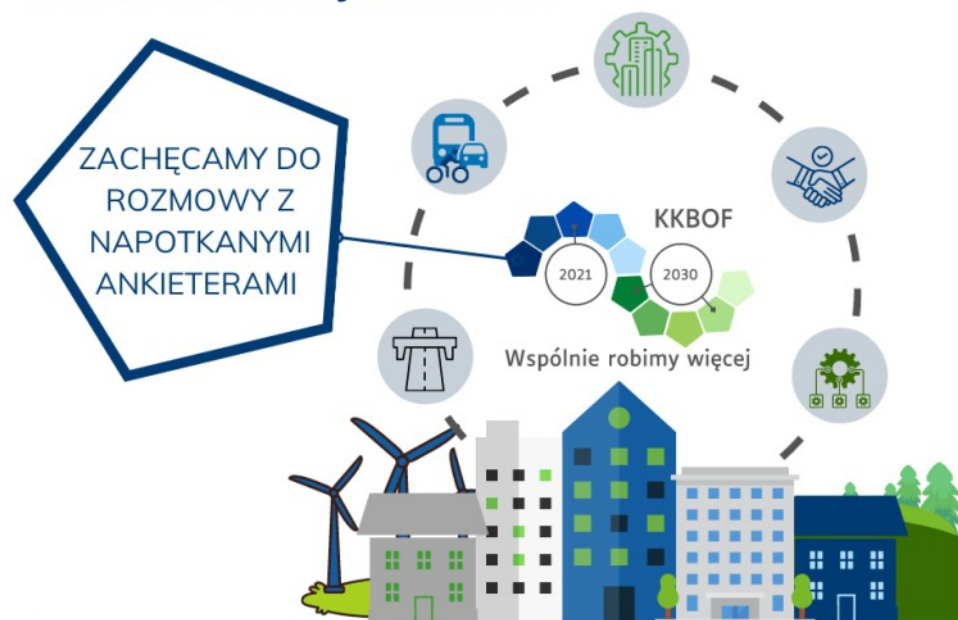 ZACHĘCAMY DO
ROZMOWY Z
NAPOTKANYMI
ANKIETERAMI
KKBOF
2021
2030
Wspólnie robimy więcej